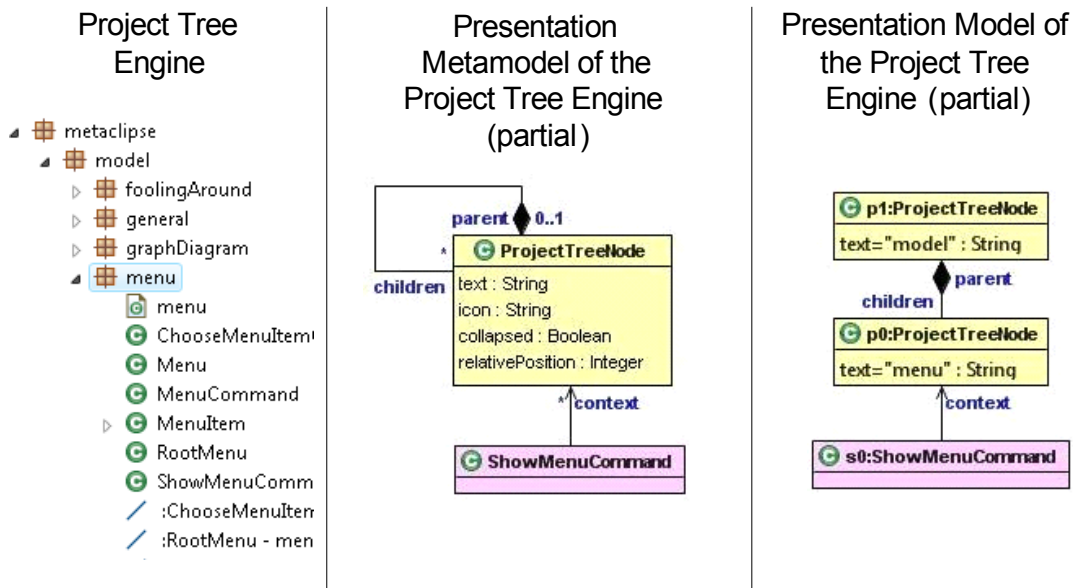 Project Tree
Engine
metaclipse
model
foolingAround
general
graphDiagram
menu
menu
ChooseMenuItem
Menu
MenuCommand
MenuItem
RootMenu
ShowMenuComm
:ChooseMenuIten
:RootMenu - men
Presentation
Metamodel of the
Project Tree Engine
(partial)
parent 0..1
*
children
ProjectTreeNode
text : String
icon : String
collapsed : Boolean
relativePosition : Integer
* context
ShowMenuCommand
Presentation Model of
the Project Tree
Engine (partial)
p1:ProjectTreeNode
text="model" : String
parent
children
p0:ProjectTreeNode
text="menu" : String
context
s0:ShowMenuCommand